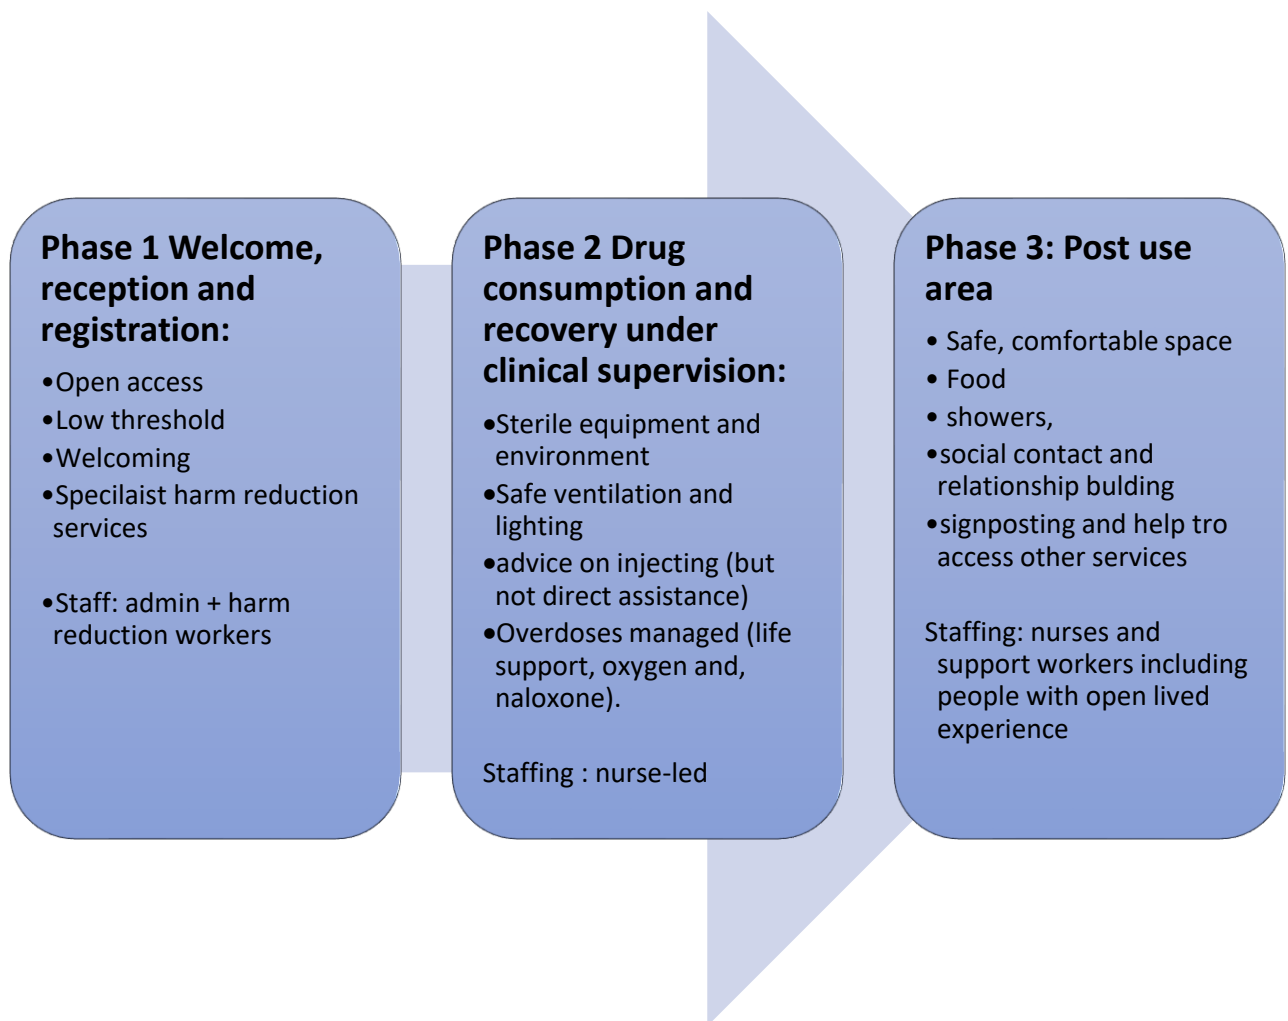 Phase 1 Welcome,
reception and
registration:
•Open access
•Low threshold
•Welcoming
•Specilaist harm reduction
services
•Staff: admin + harm
reduction workers
Phase 2 Drug
consumption and
recovery under
clinical supervision:
•Sterile equipment and
environment
•Safe ventilation and
lighting
•advice on injecting (but
not direct assistance)
•Overdoses managed (life
support, oxygen and,
naloxone).
Staffing : nurse-led
Phase 3: Post use
area
• Safe, comfortable space
• Food
• showers,
•social contact and
relationship bulding
•signposting and help tro
access other services
Staffing: nurses and
support workers including
people with open lived
experience